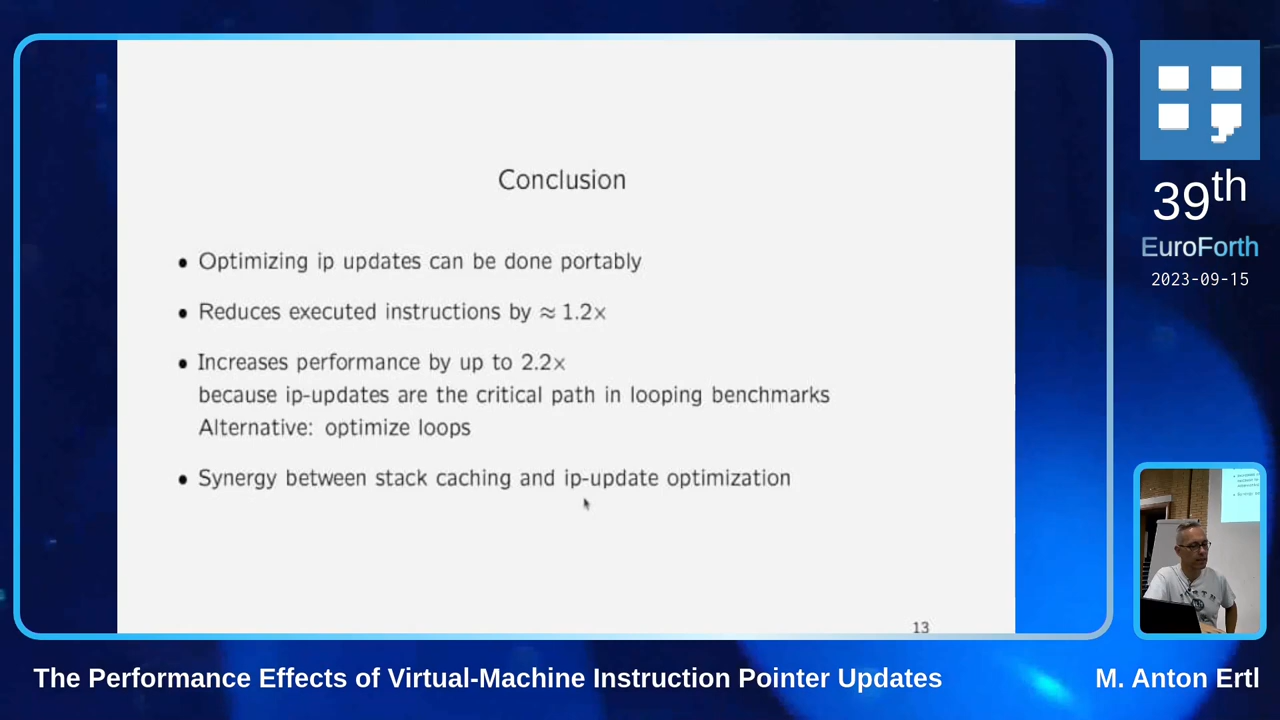 Conclusion
• Optimizing ip updates can be done portably
• Reduces executed instructions by ≈ 1.2x
• Increases performance by up to 2.2x
because ip-updates are the critical path in looping benchmarks
Alternative: optimize loops
• Synergy between stack caching and ip-update optimization
13
39th
EuroForth
2023-09-15
The Performance Effects of Virtual-Machine Instruction Pointer Updates
M. Anton Ertl